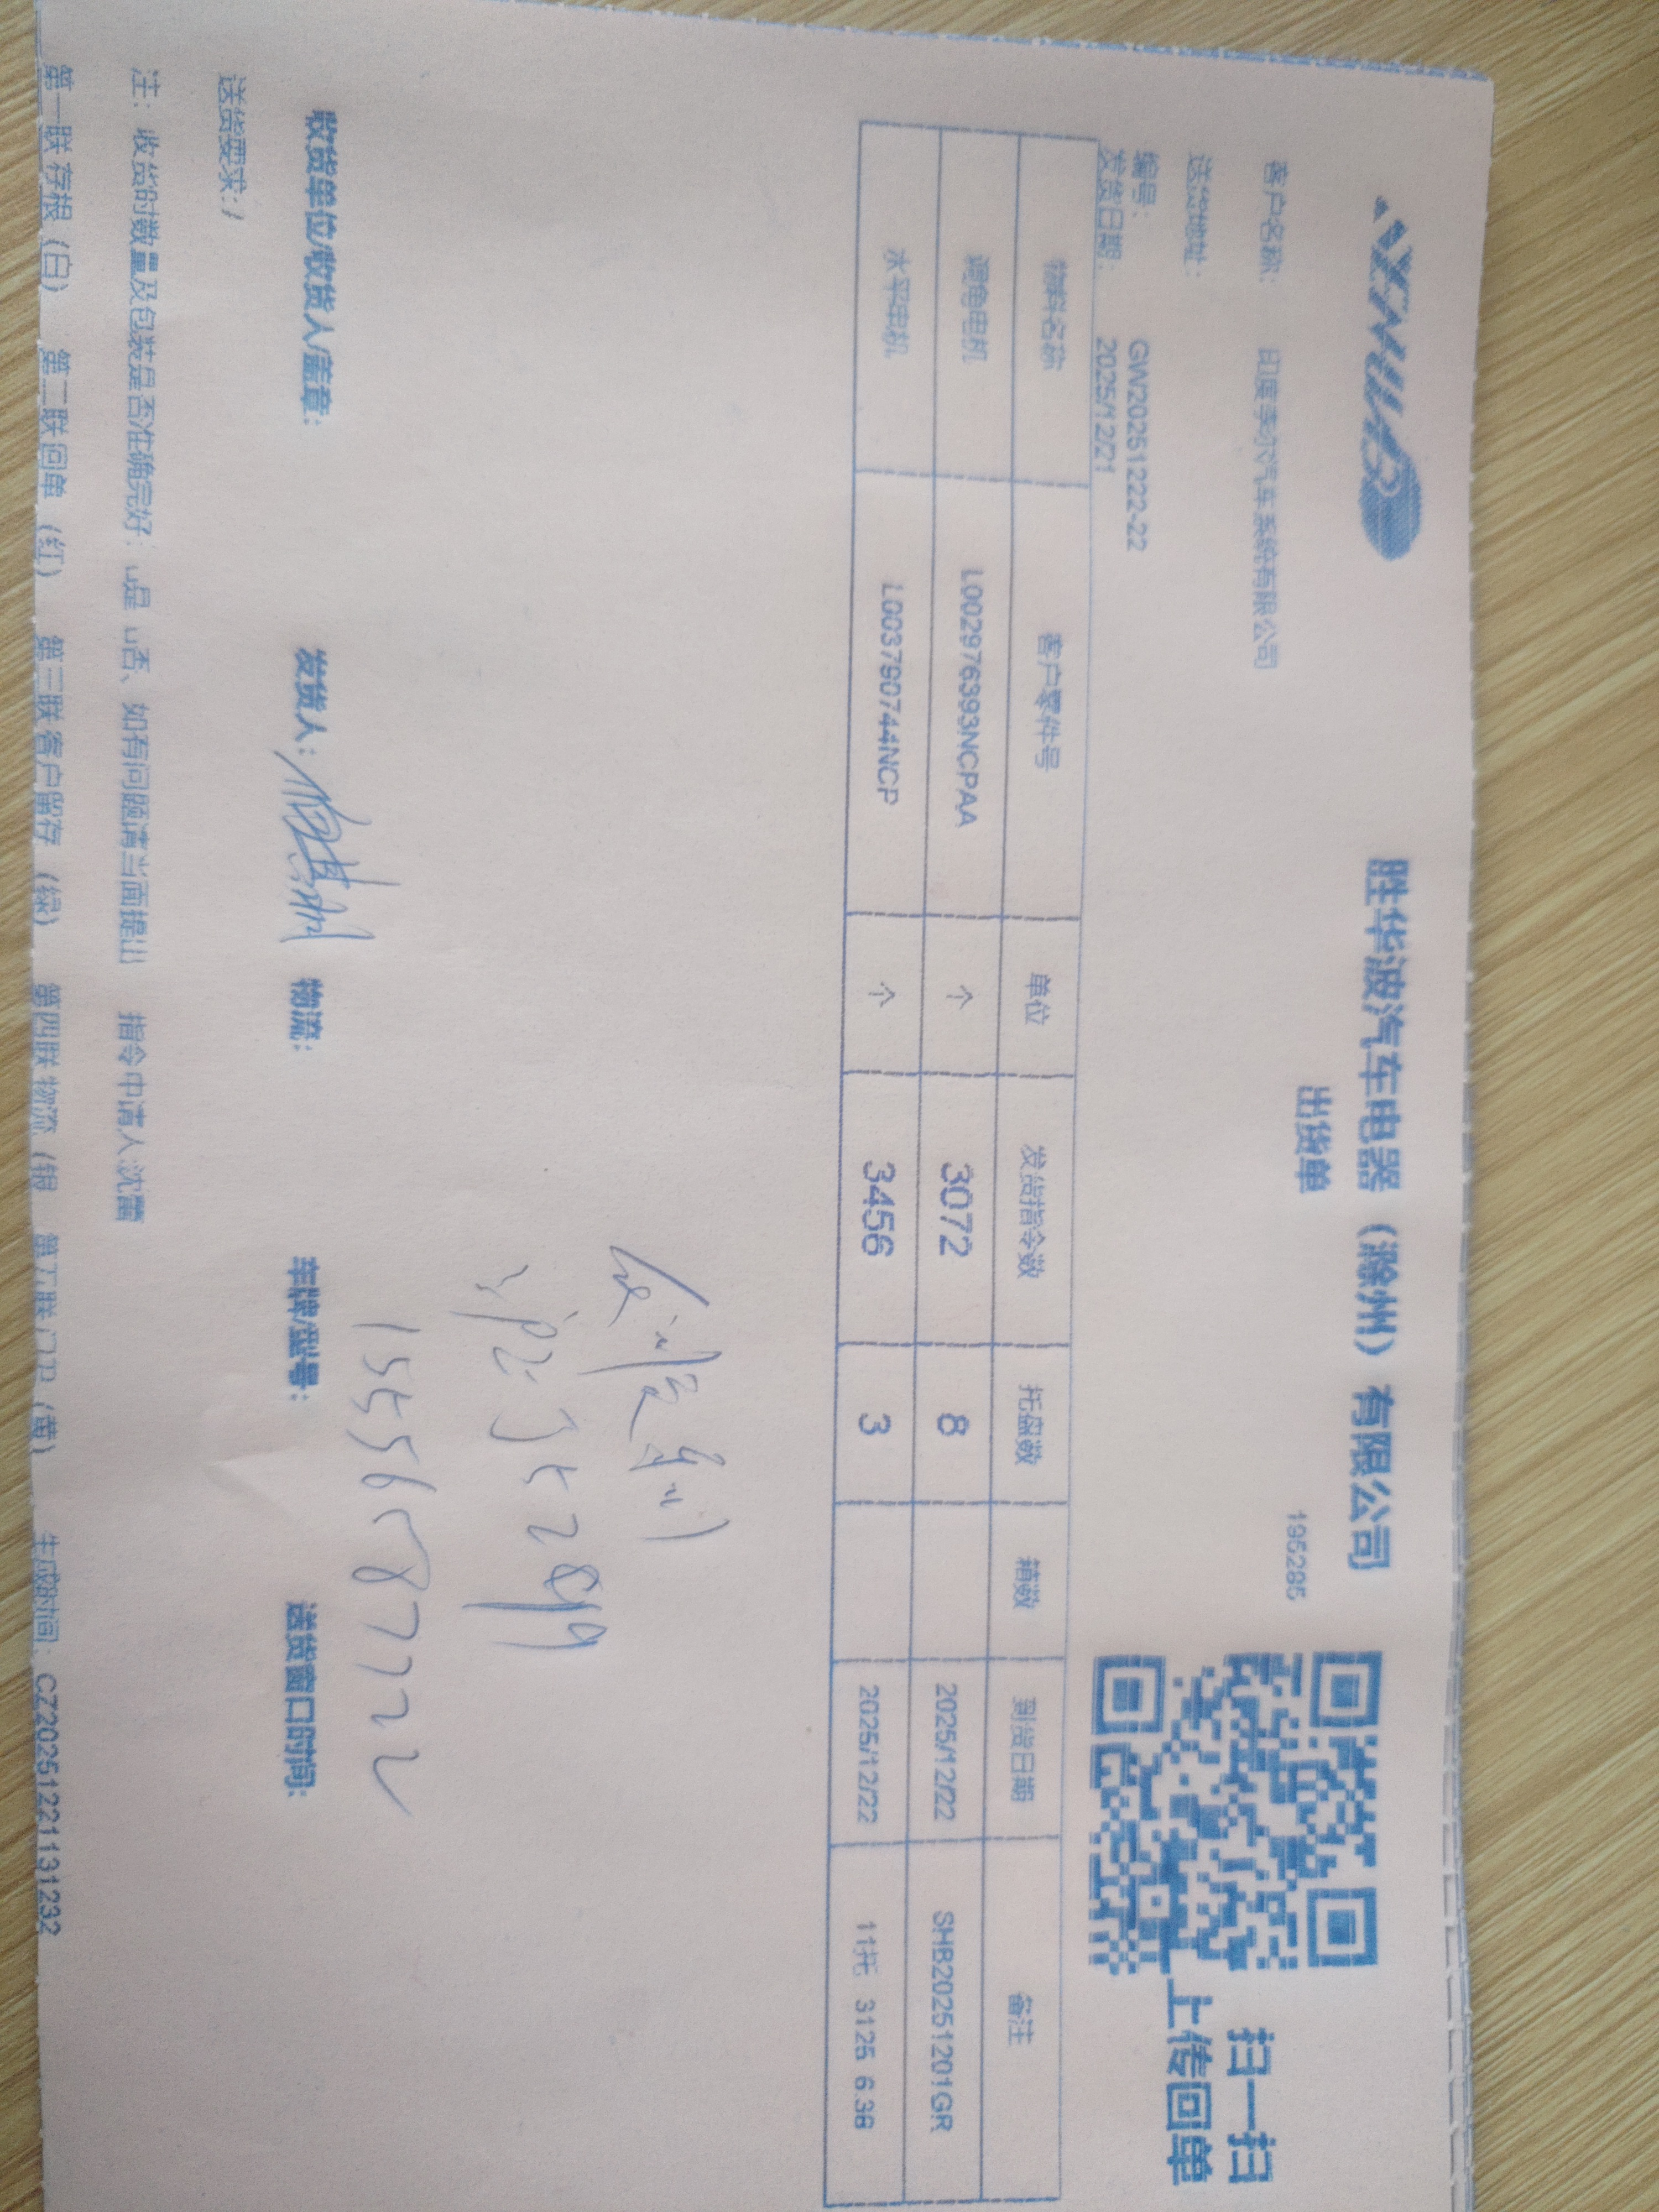 胜华波汽车电器（滁州）有限公司
出货单
195285
扫一扫
上传回单
客户名称： 印度李尔汽车系统有限公司
送货地址：
编号： GW20251222-22
发货日期： 2025/12/21
物料名称 客户零件号 单位 发货指令数 托盘数 箱数 到货日期 备注
调角电机 L002976393NCPAA 个 3072 8 2025/12/22 SHB20251201GR
水平电机 L003790744NCP 个 3456 3 2025/12/22 11托 3125 6.38
15556587722
收货单位/收货人/盖章： 发货人： 物流： 车牌/型号： 送货窗口时间：
送货要求:/
注： 收货时数量及包装是否准确完好： 是 否、如有问题请当面提出 指令申请人:沈雷
第一联存根（白） 第二联回单（红） 第三联客户留存（绿） 第四联物流（银 第五联门卫（黄） 生成时间：CZ20251221131232